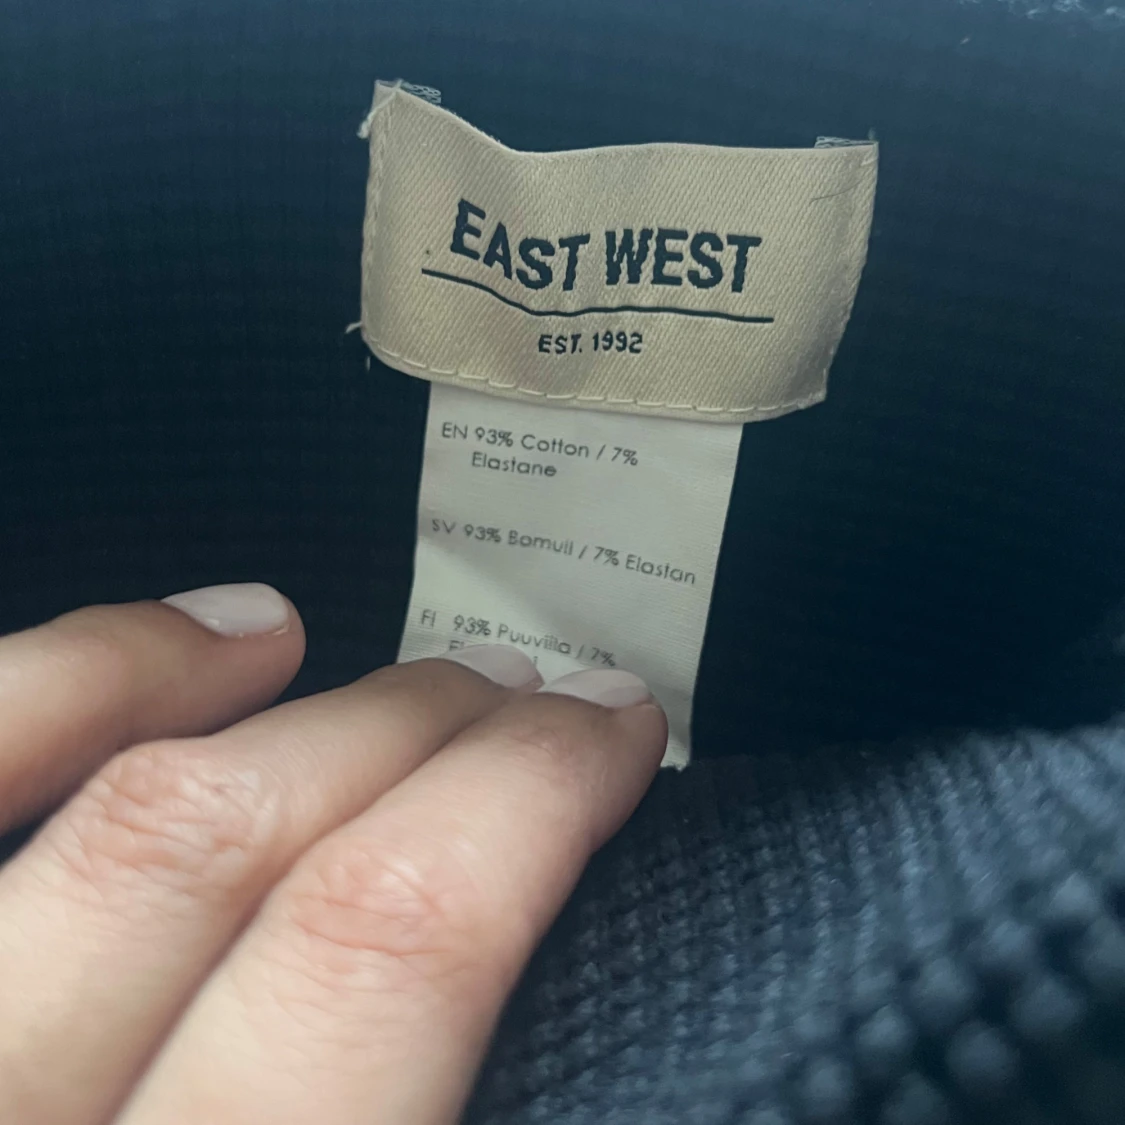 EAST WEST
EST. 1992
EN 93% Cotton / 7%
Elastane
SV 93% Bomull / 7% Elastan
FI 93% Puuvilla / 7%